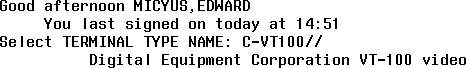 Good afternoon MICYUS,EDWARD
You last signed on today at 14:51
Select TERMINAL TYPE NAME: C-VT100//
Digital Equipment Corporation VT-100 video